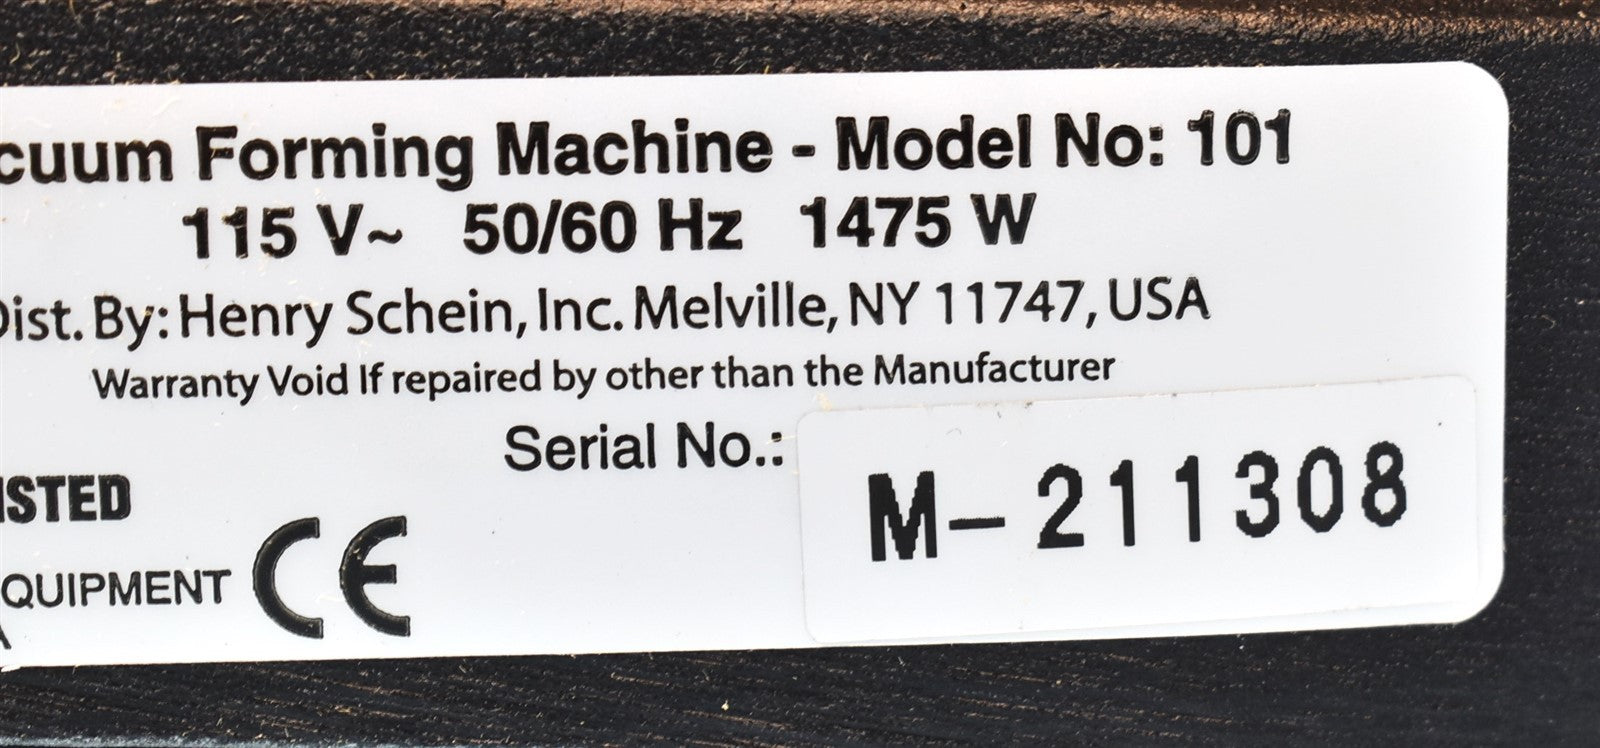 cuum Forming Machine - Model No: 101
115 V~ 50/60 Hz 1475 W
Dist. By: Henry Schein, Inc. Melville, NY 11747, USA
Warranty Void If repaired by other than the Manufacturer
Serial No.: M-211308
ISTED
QUIPMENT CE